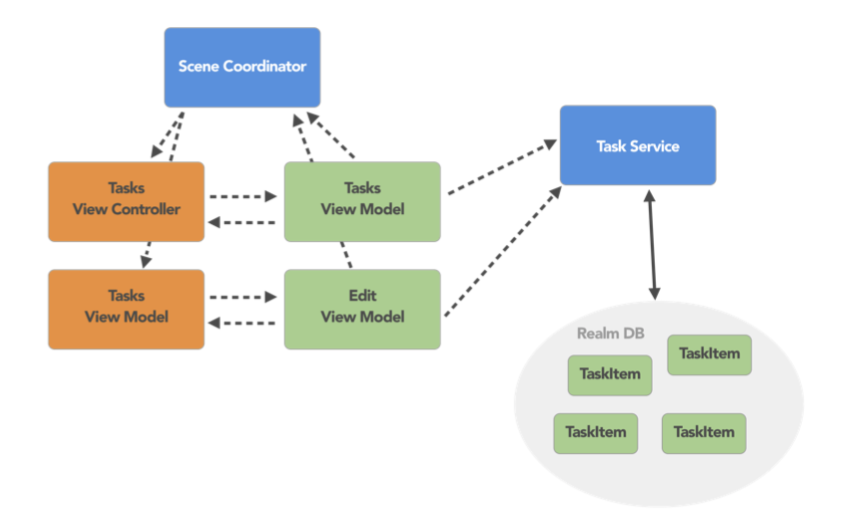 Scene Coordinator
Task Service
Tasks
View Controller
Tasks
View Model
Tasks
View Model
Edit
View Model
Realm DB
TaskItem
TaskItem
TaskItem
TaskItem